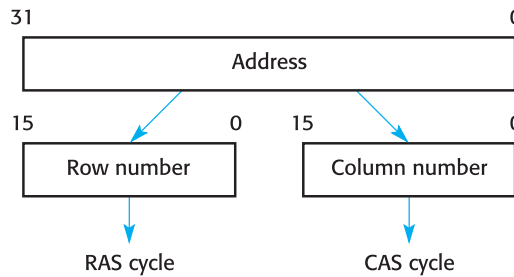 31 0
Address
15 0 15 0
Row number Column number
RAS cycle CAS cycle